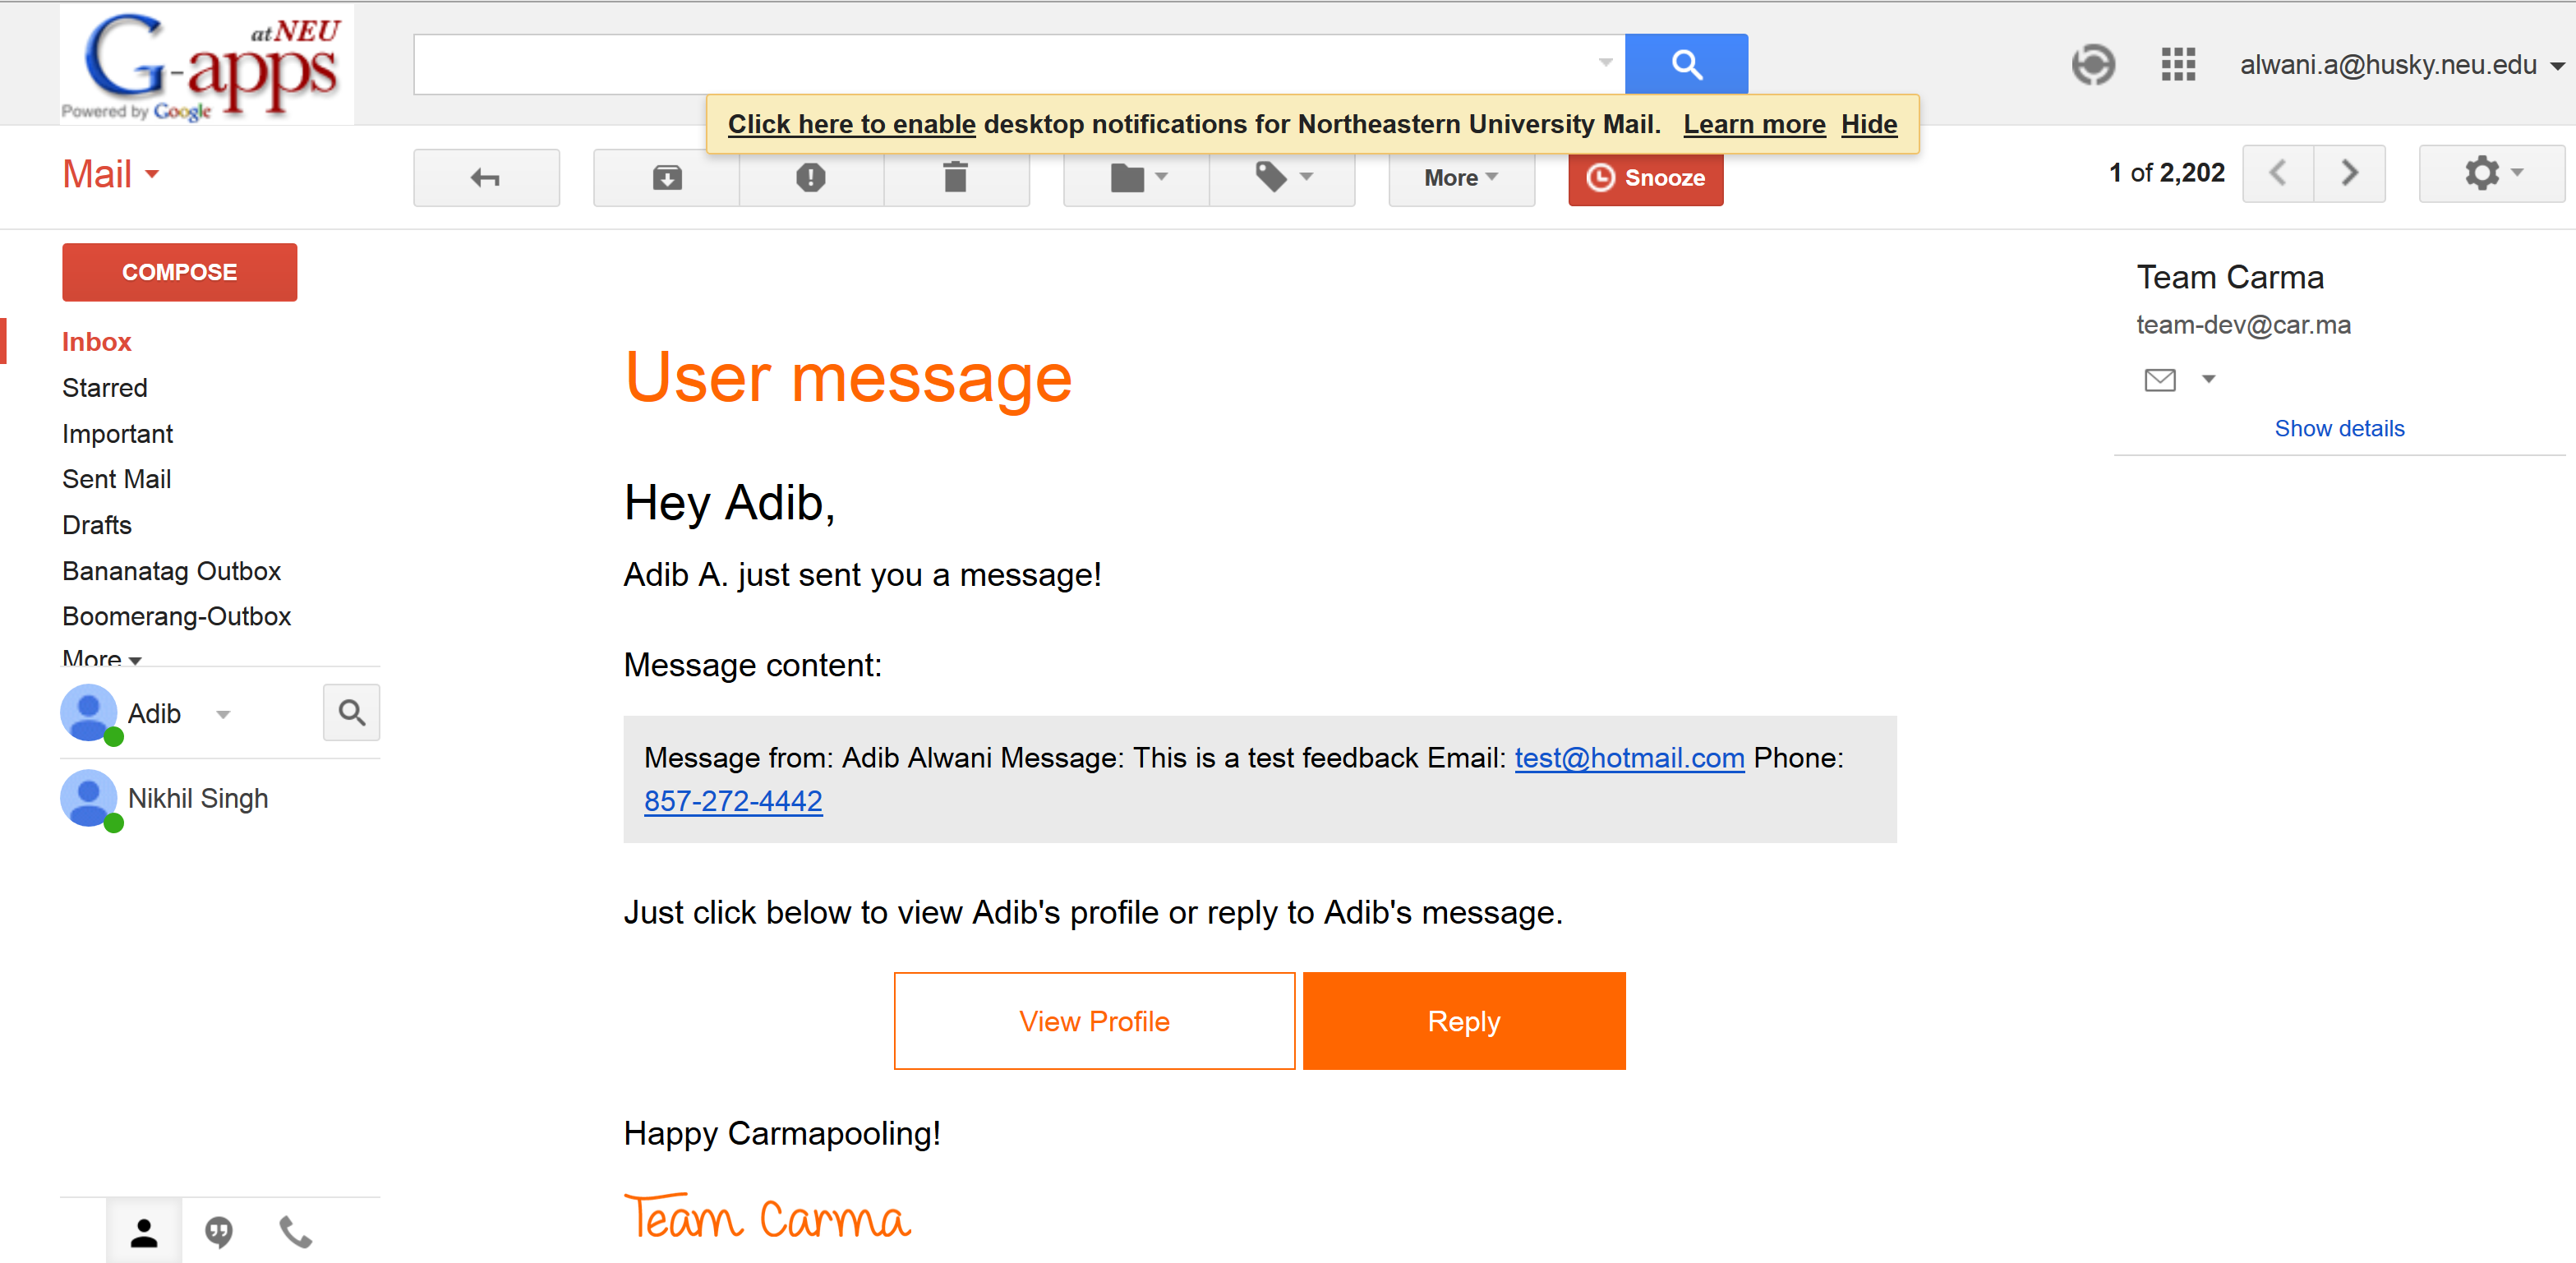 G-apps at NEU
Powered by Google
alwani.a@husky.neu.edu
Click here to enable desktop notifications for Northeastern University Mail. Learn more Hide
Mail
More
Snooze
1 of 2,202
COMPOSE
Inbox
Starred
Important
Sent Mail
Drafts
Bananatag Outbox
Boomerang-Outbox
More
Adib
Nikhil Singh
User message
Hey Adib,
Adib A. just sent you a message!
Message content:
Message from: Adib Alwani Message: This is a test feedback Email: test@hotmail.com Phone:
857-272-4442
Just click below to view Adib's profile or reply to Adib's message.
View Profile
Reply
Happy Carmapooling!
Team Carma
Team Carma
team-dev@car.ma
Show details